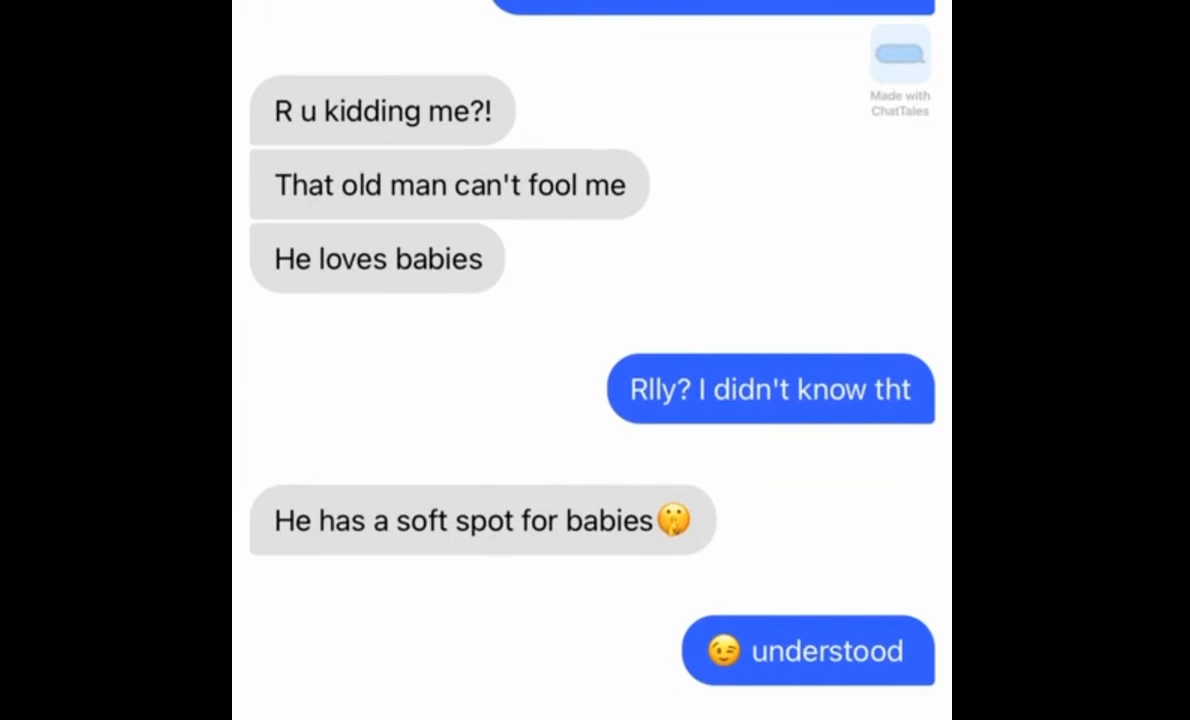 Made with
ChatTales
R u kidding me?!
That old man can't fool me
He loves babies
Rlly? I didn't know tht
He has a soft spot for babies🤫
😉 understood